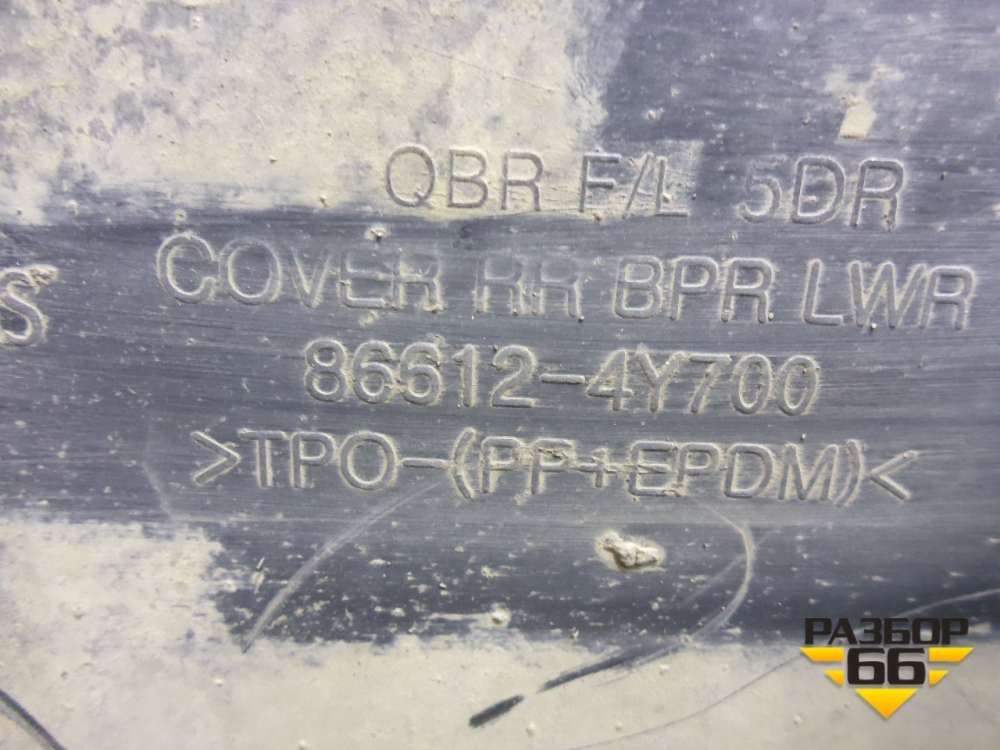 QBR F/L 5DR
COVER RR BPR LWR
S
86612-4Y700
>TPO-(PP+EPDM)<
РАЗБОР
66